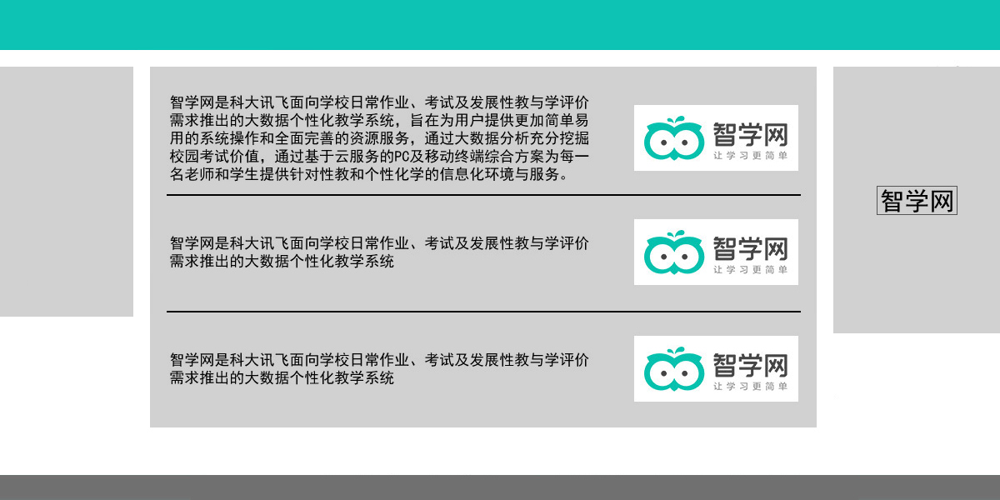 智学网是科大讯飞面向学校日常作业、考试及发展性教与学评价
需求推出的大数据个性化教学系统，旨在为用户提供更加简单易
用的系统操作和全面完善的资源服务，通过大数据分析充分挖掘
校园考试价值，通过基于云服务的PC及移动终端综合方案为每一
名老师和学生提供针对性教和个性化学的信息化环境与服务。
智学网
让学习更简单
智学网是科大讯飞面向学校日常作业、考试及发展性教与学评价
需求推出的大数据个性化教学系统
智学网
让学习更简单
智学网是科大讯飞面向学校日常作业、考试及发展性教与学评价
需求推出的大数据个性化教学系统
智学网
让学习更简单
智学网